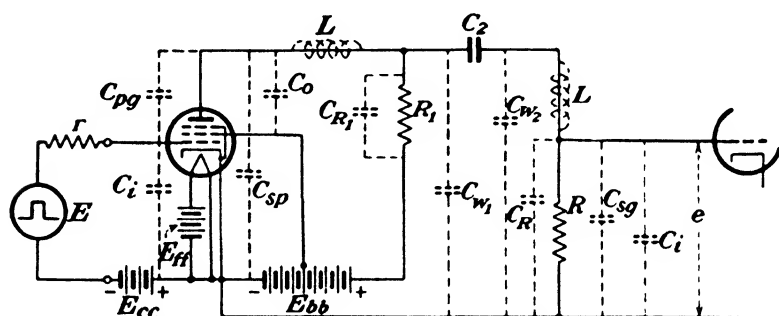 L
C2
Cpg
Co
CR1
R1
Cw2
L
r
E
Ci
Csp
Cw1
CR
R
Csg
Ci
e
Eff
- Ecc +
- Ebb +